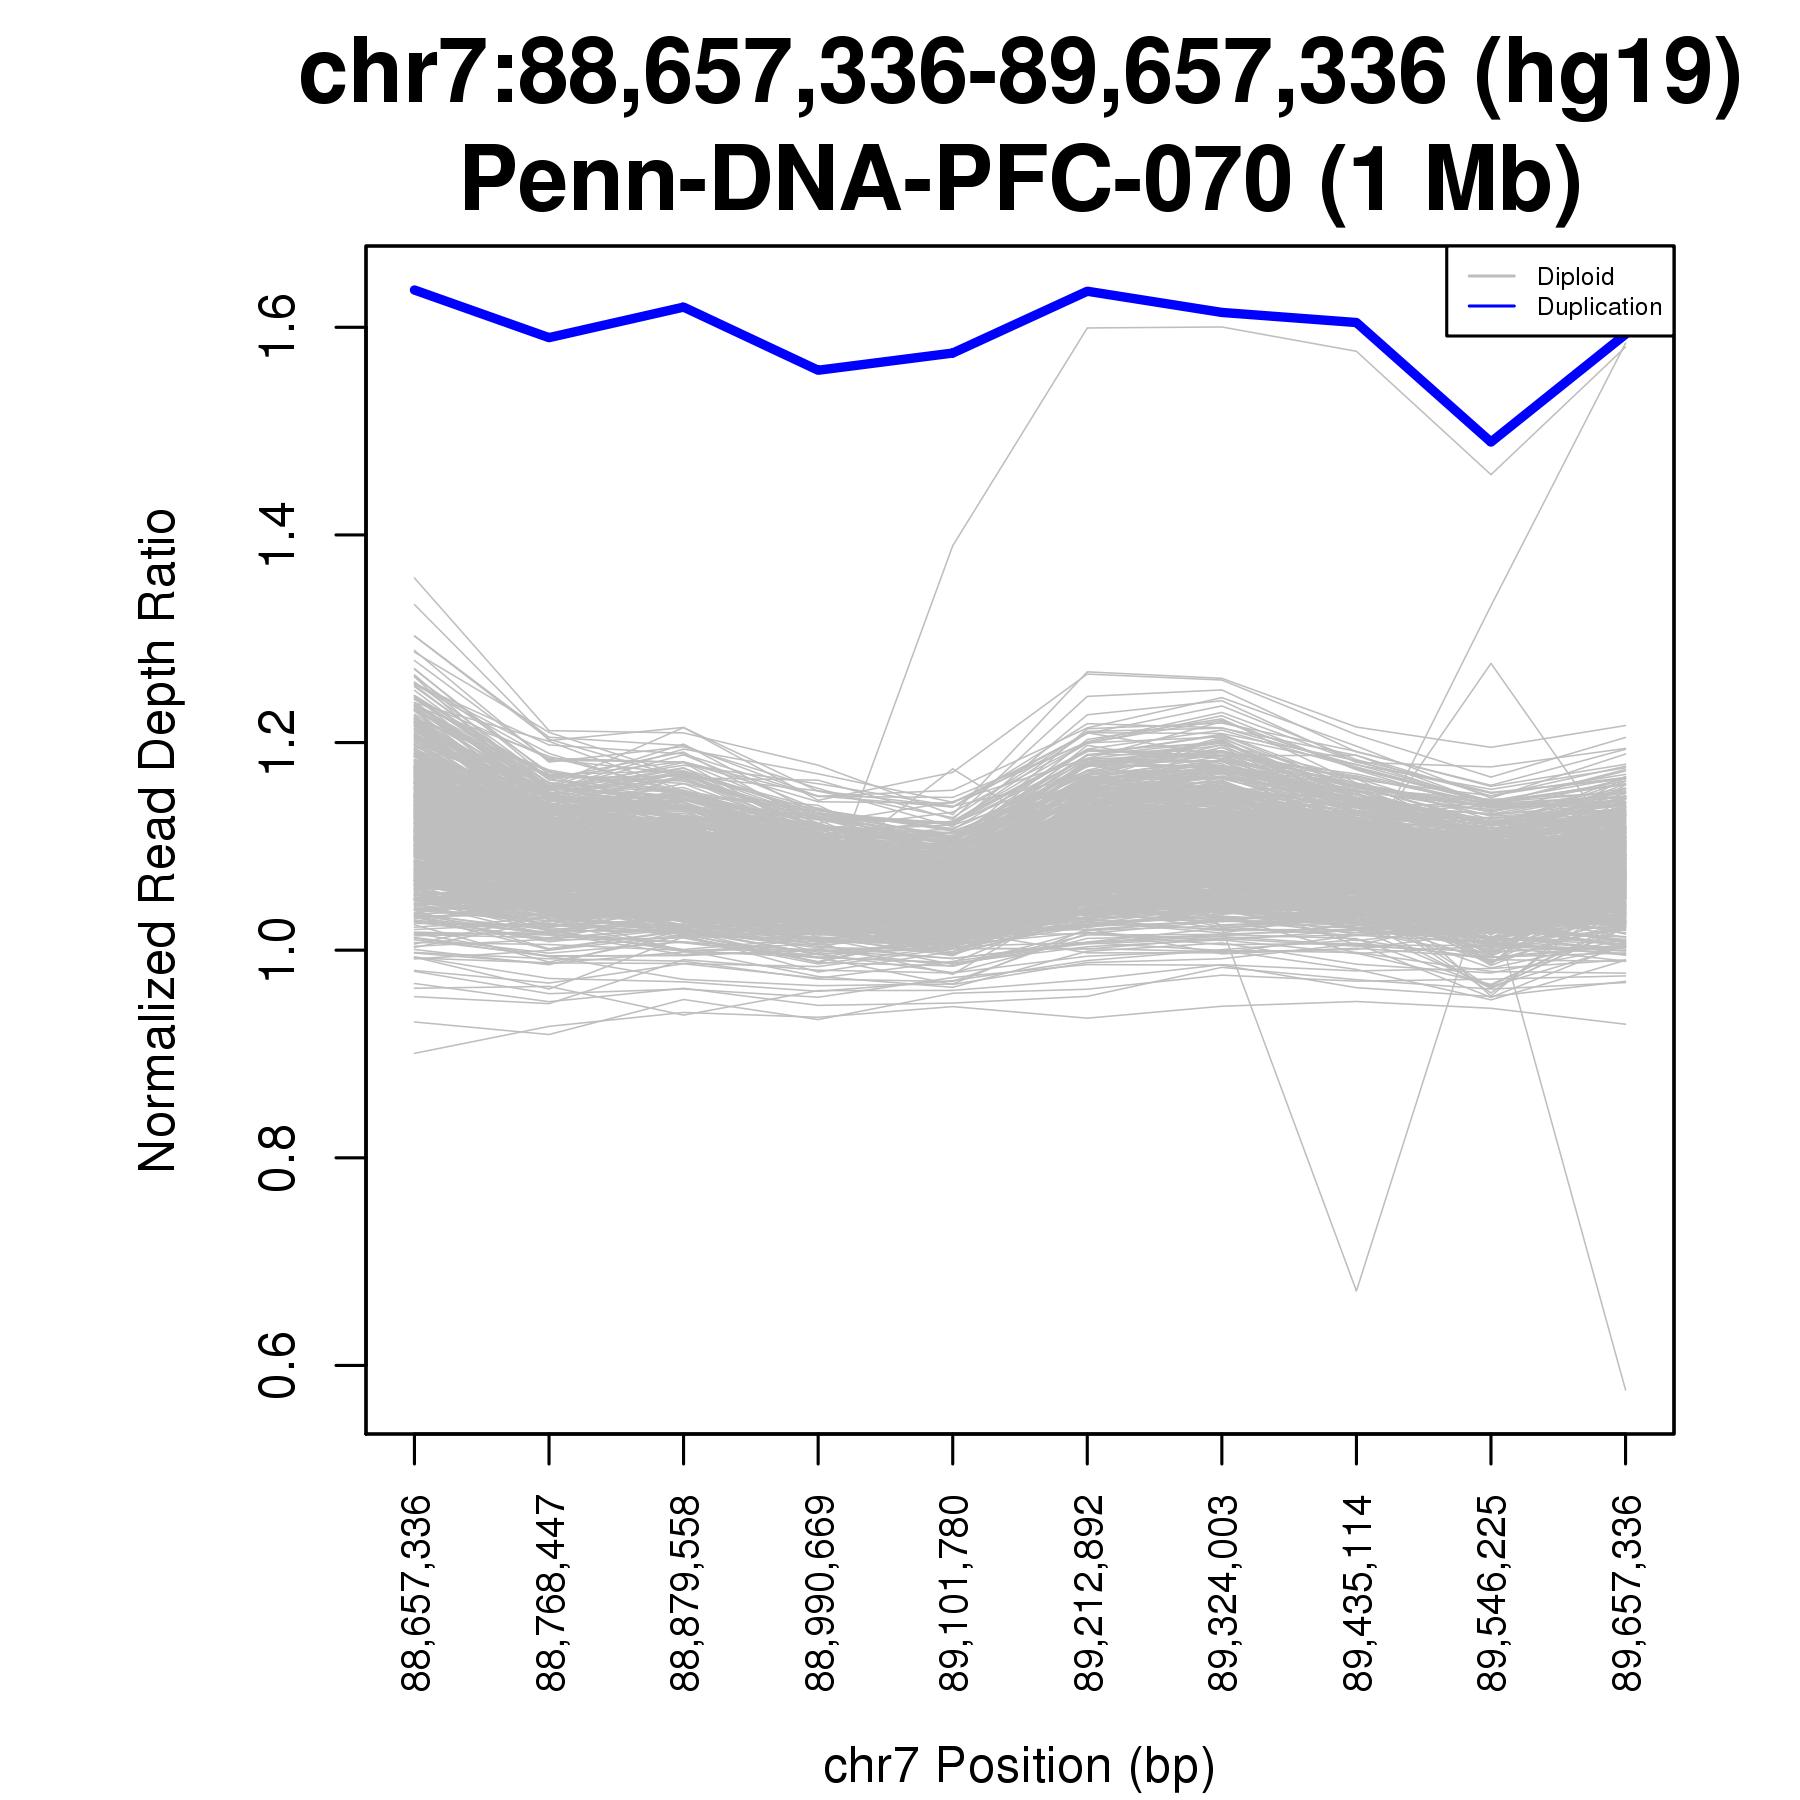 chr7:88,657,336-89,657,336 (hg19)
Penn-DNA-PFC-070 (1 Mb)
Diploid
Duplication
Normalized Read Depth Ratio
1.6
1.4
1.2
1.0
0.8
0.6
88,657,336
88,768,447
88,879,558
88,990,669
89,101,780
89,212,892
89,324,003
89,435,114
89,546,225
89,657,336
chr7 Position (bp)